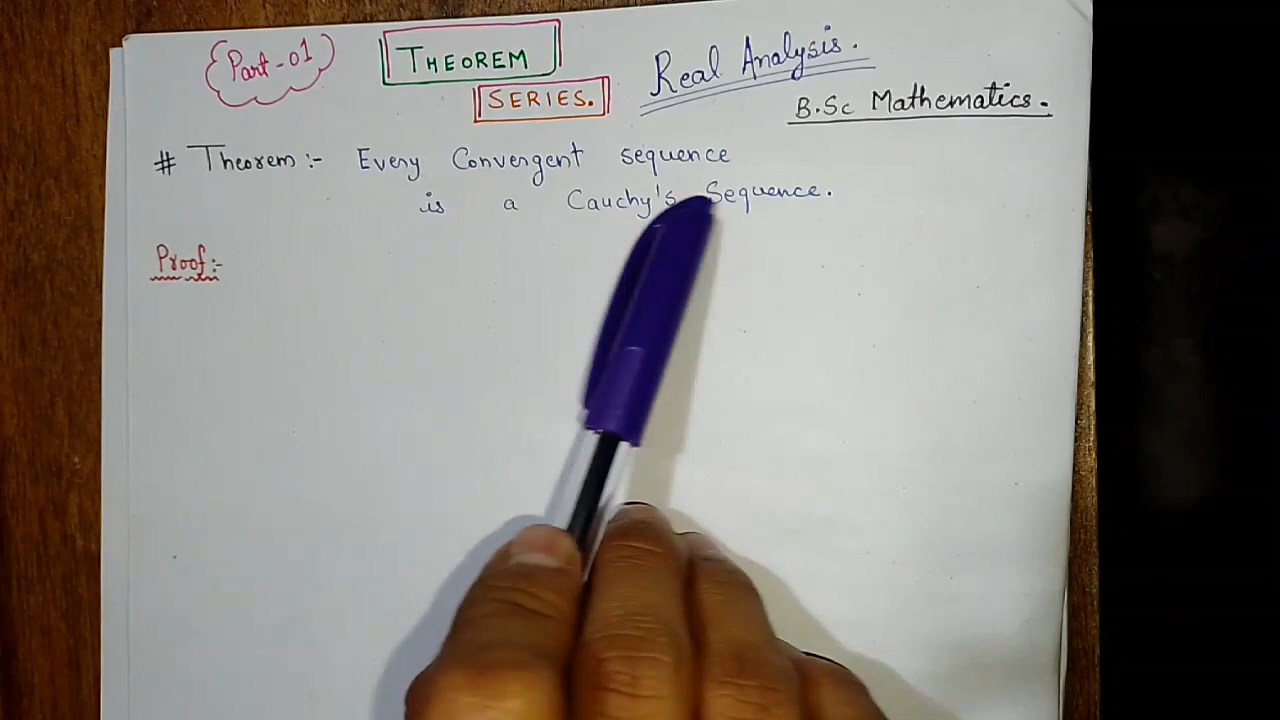 Part-01
THEOREM
SERIES.
Real Analysis.
B.Sc Mathematics.
# Theorem:- Every Convergent sequence
is a Cauchy's Sequence.
Proof:-